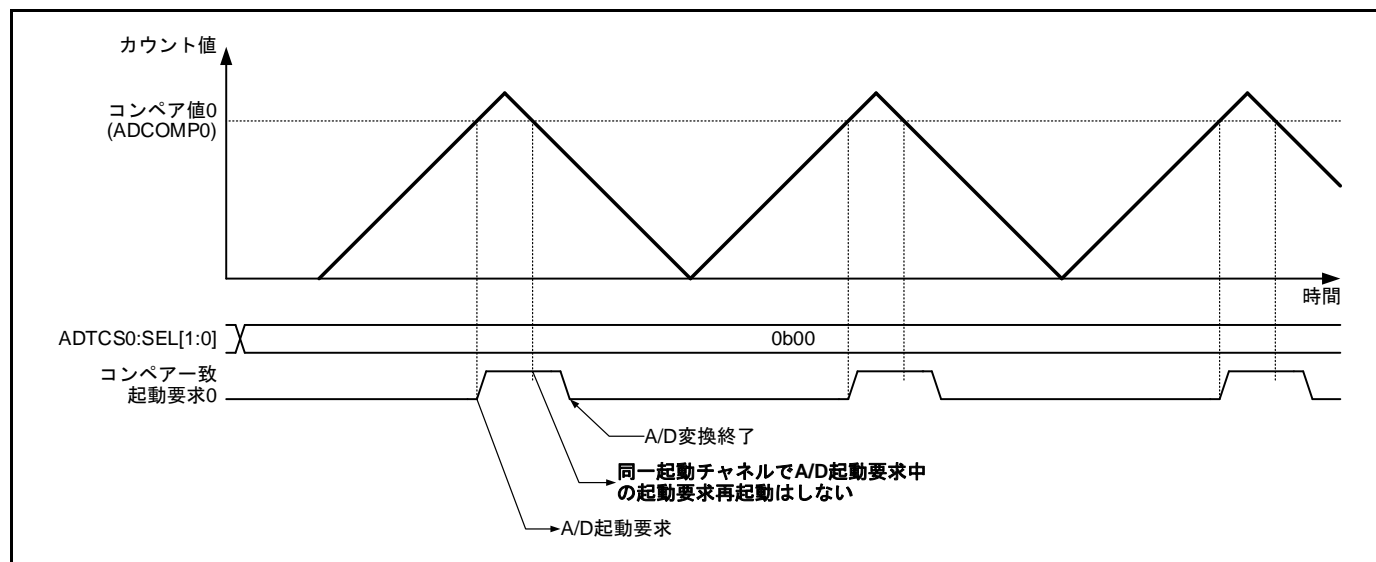 カウント値
コンペア値0
(ADCOMP0)
時間
ADTCS0:SEL[1:0]
0b00
コンペアー致
起動要求0
A/D変換終了
同一起動チャネルでA/D起動要求中
の起動要求再起動はしない
A/D起動要求